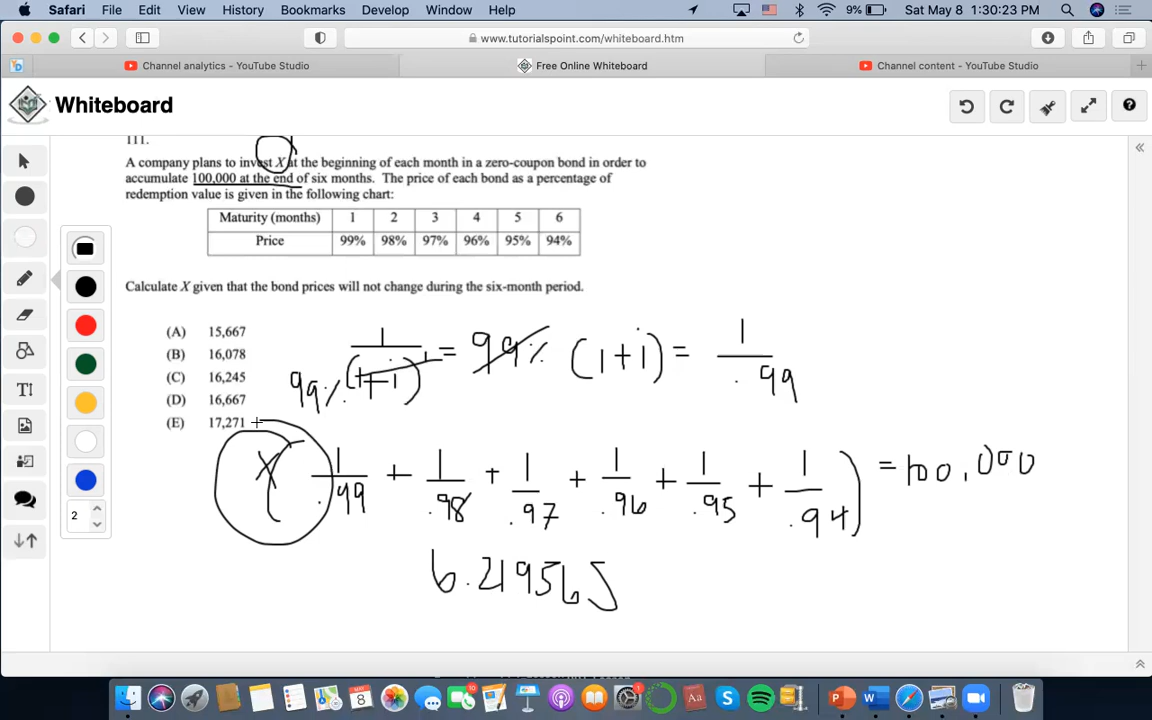 Safari File Edit View History Bookmarks Develop Window Help 9% Sat May 8 1:30:23 PM
www.tutorialspoint.com/whiteboard.htm
Channel analytics - YouTube Studio Free Online Whiteboard Channel content - YouTube Studio
Whiteboard
111.
A company plans to invest X at the beginning of each month in a zero-coupon bond in order to
accumulate 100,000 at the end of six months. The price of each bond as a percentage of
redemption value is given in the following chart:
Maturity (months) 1 2 3 4 5 6
Price 99% 98% 97% 96% 95% 94%
Calculate X given that the bond prices will not change during the six-month period.
(A) 15,667
(B) 16,078
(C) 16,245
(D) 16,667
(E) 17,271
1 / 99% (1+i) = 99% (1+i) = 1 / .99
X ( 1/.99 + 1/.98 + 1/.97 + 1/.96 + 1/.95 + 1/.94 ) = 100,000
6.219565
2
10